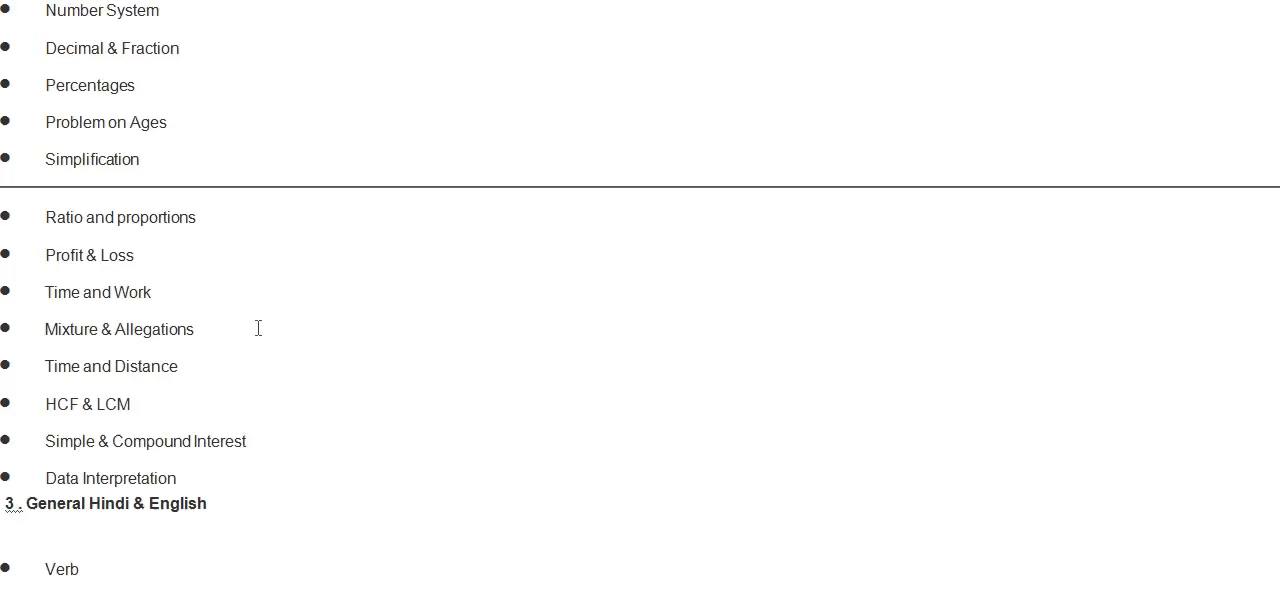 Number System
Decimal & Fraction
Percentages
Problem on Ages
Simplification
Ratio and proportions
Profit & Loss
Time and Work
Mixture & Allegations
Time and Distance
HCF & LCM
Simple & Compound Interest
Data Interpretation
3 . General Hindi & English
Verb